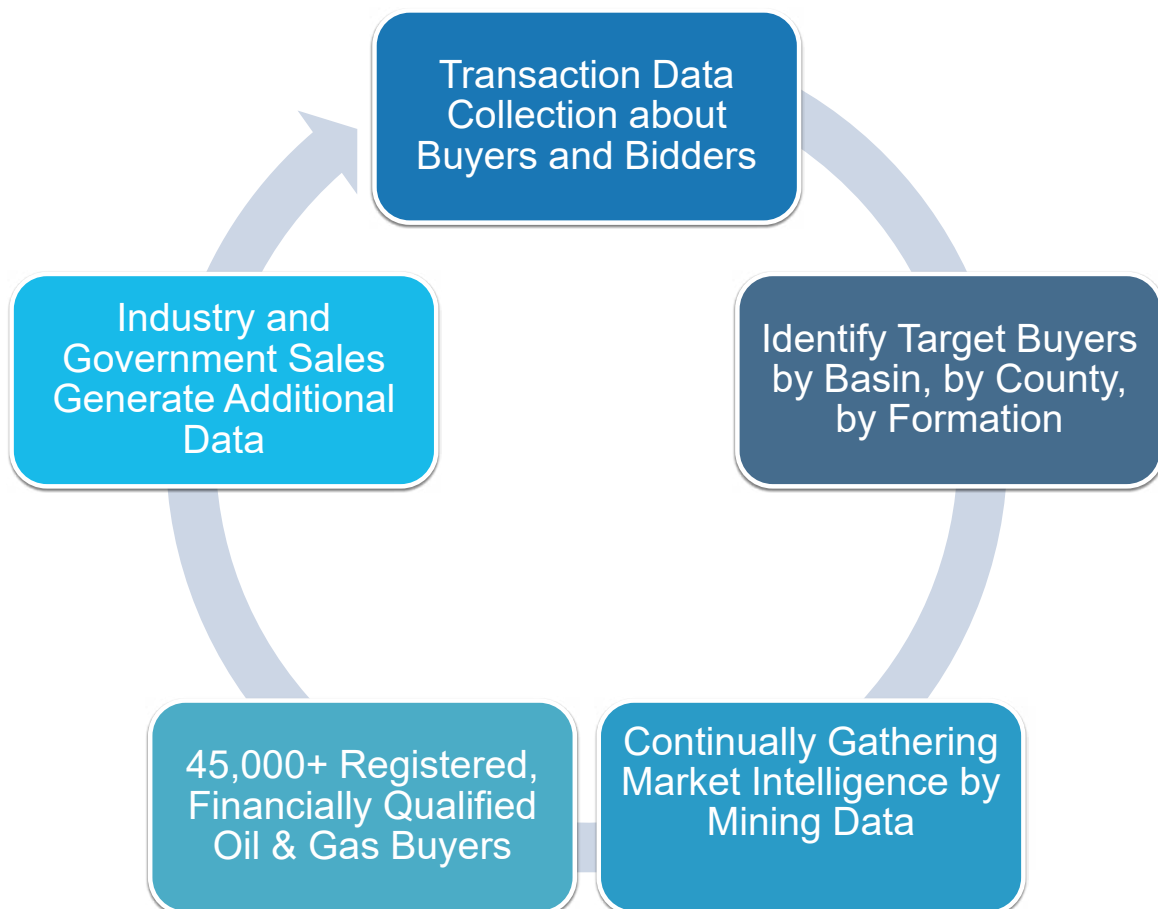 Transaction Data
Collection about
Buyers and Bidders
Identify Target Buyers
by Basin, by County,
by Formation
Continually Gathering
Market Intelligence by
Mining Data
45,000+ Registered,
Financially Qualified
Oil & Gas Buyers
Industry and
Government Sales
Generate Additional
Data